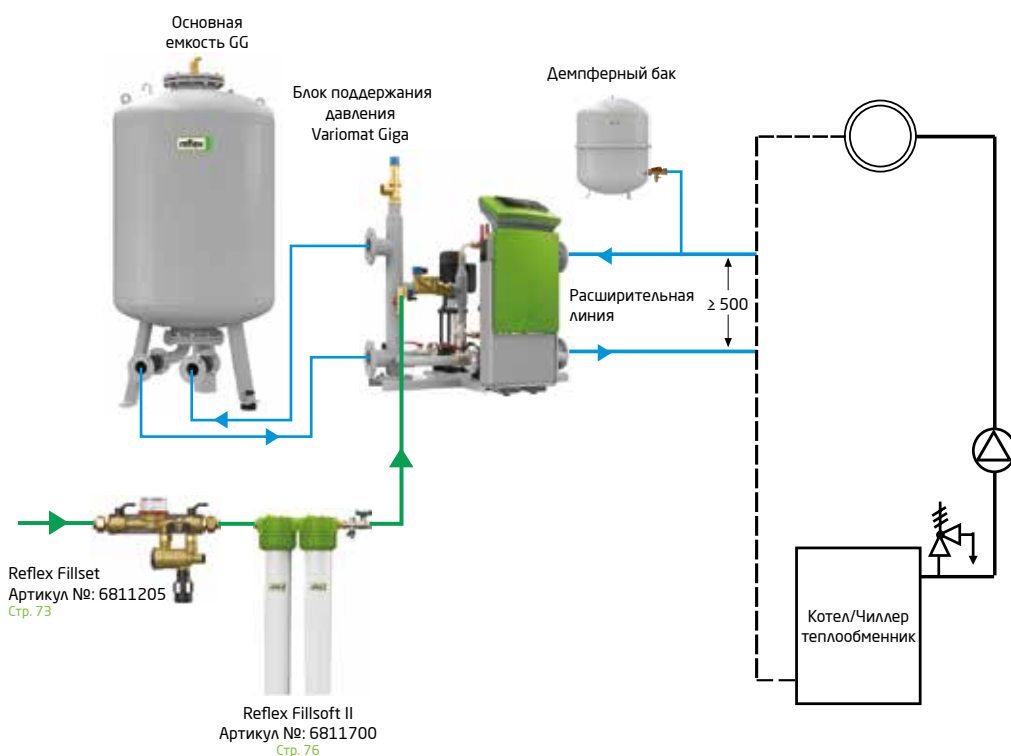 Основная
емкость GG
Блок поддержания
давления
Variomat Giga
Демпферный бак
reflex
Расширительная
линия
≥ 500
Reflex Fillset
Артикул №: 6811205
Стр. 73
Котел/Чиллер
теплообменник
Reflex Fillsoft II
Артикул №: 6811700
Стр. 76